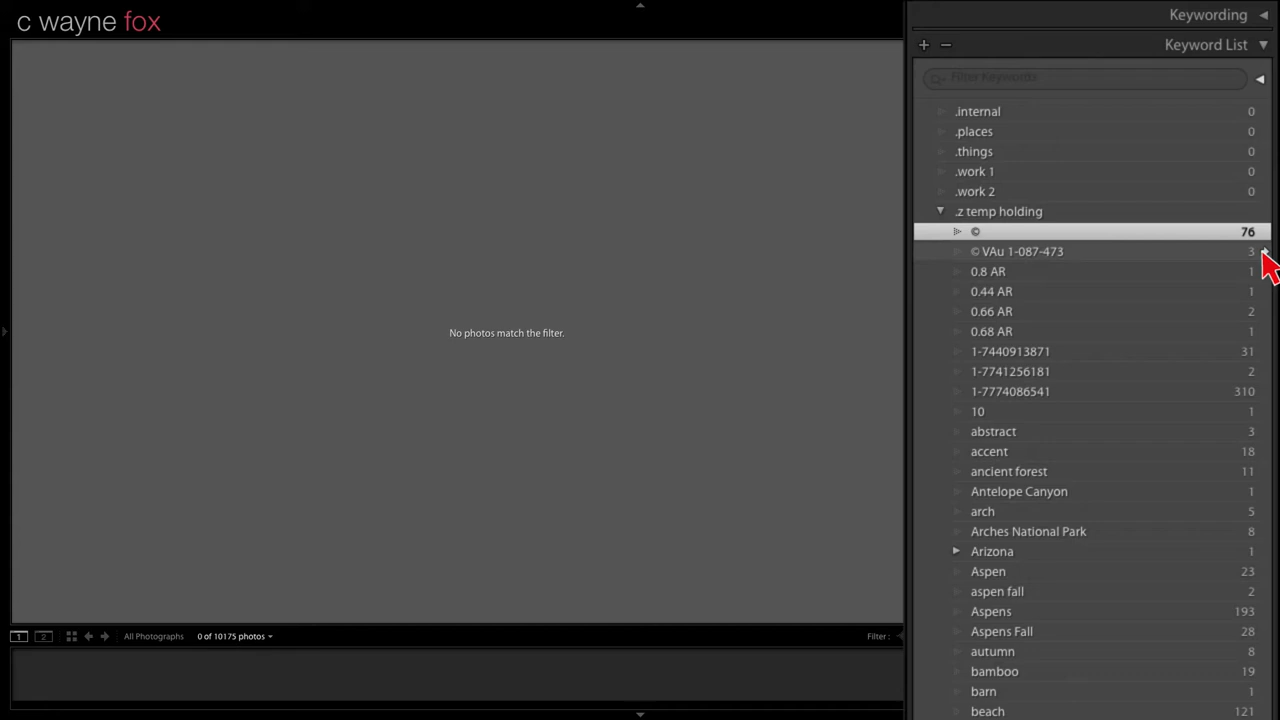 c wayne fox
Keywording
Keyword List
Filter Keywords
.internal 0
.places 0
.things 0
.work 1 0
.work 2 0
.z temp holding
© 76
© VAu 1-087-473 3
0.8 AR 1
0.44 AR 1
0.66 AR 2
0.68 AR 1
1-7440913871 31
1-7741256181 2
1-7774086541 310
10 1
abstract 3
accent 18
ancient forest 11
Antelope Canyon 1
arch 5
Arches National Park 8
Arizona 1
Aspen 23
aspen fall 2
Aspens 193
Aspens Fall 28
autumn 8
bamboo 19
barn 1
beach 121
No photos match the filter.
1 2 All Photographs 0 of 10175 photos Filter :